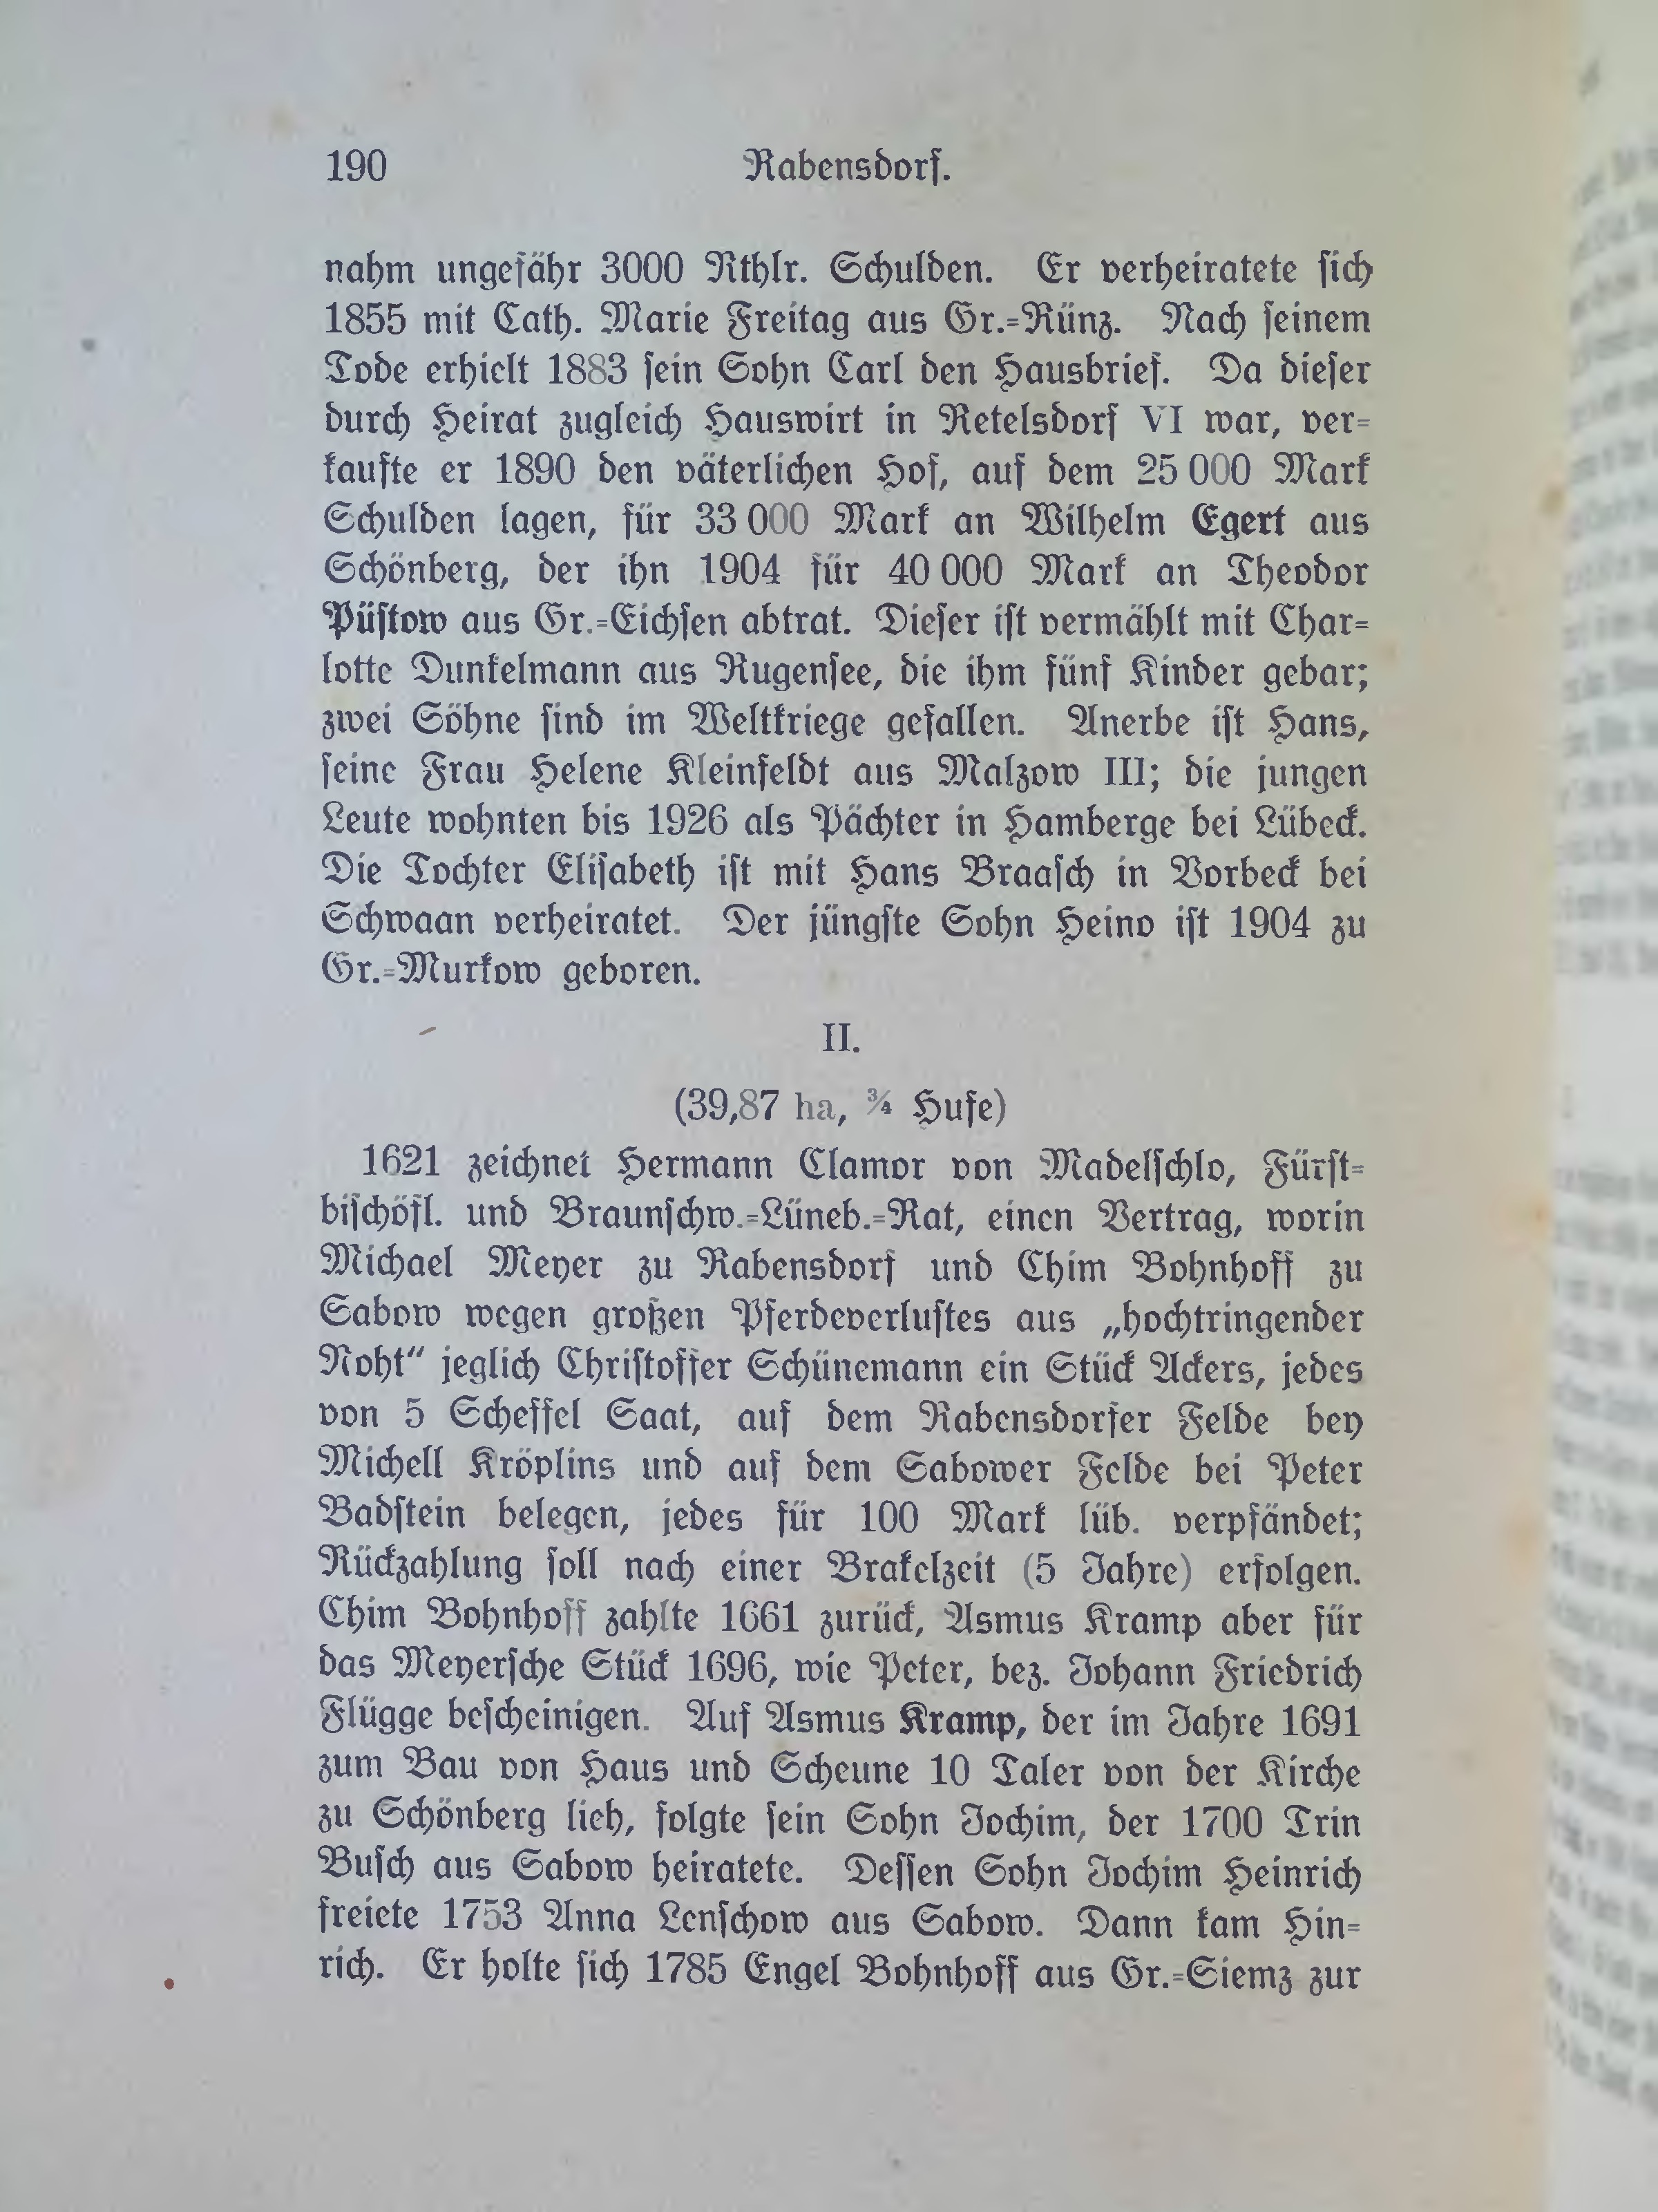 190 Rabensdorf.
nahm ungefähr 3000 Rthlr. Schulden. Er verheiratete sich
1855 mit Cath. Marie Freitag aus Gr.-Rünz. Nach seinem
Tode erhielt 1883 sein Sohn Carl den Hausbrief. Da dieser
durch Heirat zugleich Hauswirt in Retelsdorf VI war, ver-
kaufte er 1890 den väterlichen Hof, auf dem 25 000 Mark
Schulden lagen, für 33 000 Mark an Wilhelm Egert aus
Schönberg, der ihn 1904 für 40 000 Mark an Theodor
Püstow aus Gr.-Eichsen abtrat. Dieser ist vermählt mit Char-
lotte Dunkelmann aus Rugensee, die ihm fünf Kinder gebar;
zwei Söhne sind im Weltkriege gefallen. Anerbe ist Hans,
seine Frau Helene Kleinfeldt aus Malzow III; die jungen
Leute wohnten bis 1926 als Pächter in Hamberge bei Lübeck.
Die Tochter Elisabeth ist mit Hans Braasch in Vorbeck bei
Schwaan verheiratet. Der jüngste Sohn Heino ist 1904 zu
Gr.-Murkow geboren.
II.
(39,87 ha, ¾ Hufe)
1621 zeichnet Hermann Clamor von Madelschlo, Fürst-
bischöfl. und Braunschw.-Lüneb.-Rat, einen Vertrag, worin
Michael Meyer zu Rabensdorf und Chim Bohnhoff zu
Sabow wegen großen Pferdeverlustes aus „hochtringender
Noht“ jeglich Christoffer Schünemann ein Stück Ackers, jedes
von 5 Scheffel Saat, auf dem Rabensdorfer Felde bey
Michell Kröplins und auf dem Sabower Felde bei Peter
Badstein belegen, jedes für 100 Mark lüb. verpfändet;
Rückzahlung soll nach einer Brakelzeit (5 Jahre) erfolgen.
Chim Bohnhoff zahlte 1661 zurück, Asmus Kramp aber für
das Meyersche Stück 1696, wie Peter, bez. Johann Friedrich
Flügge bescheinigen. Auf Asmus Kramp, der im Jahre 1691
zum Bau von Haus und Scheune 10 Taler von der Kirche
zu Schönberg lieh, folgte sein Sohn Jochim, der 1700 Trin
Busch aus Sabow heiratete. Dessen Sohn Jochim Heinrich
freiete 1753 Anna Lenschow aus Sabow. Dann kam Hin-
rich. Er holte sich 1785 Engel Bohnhoff aus Gr.-Siemz zur